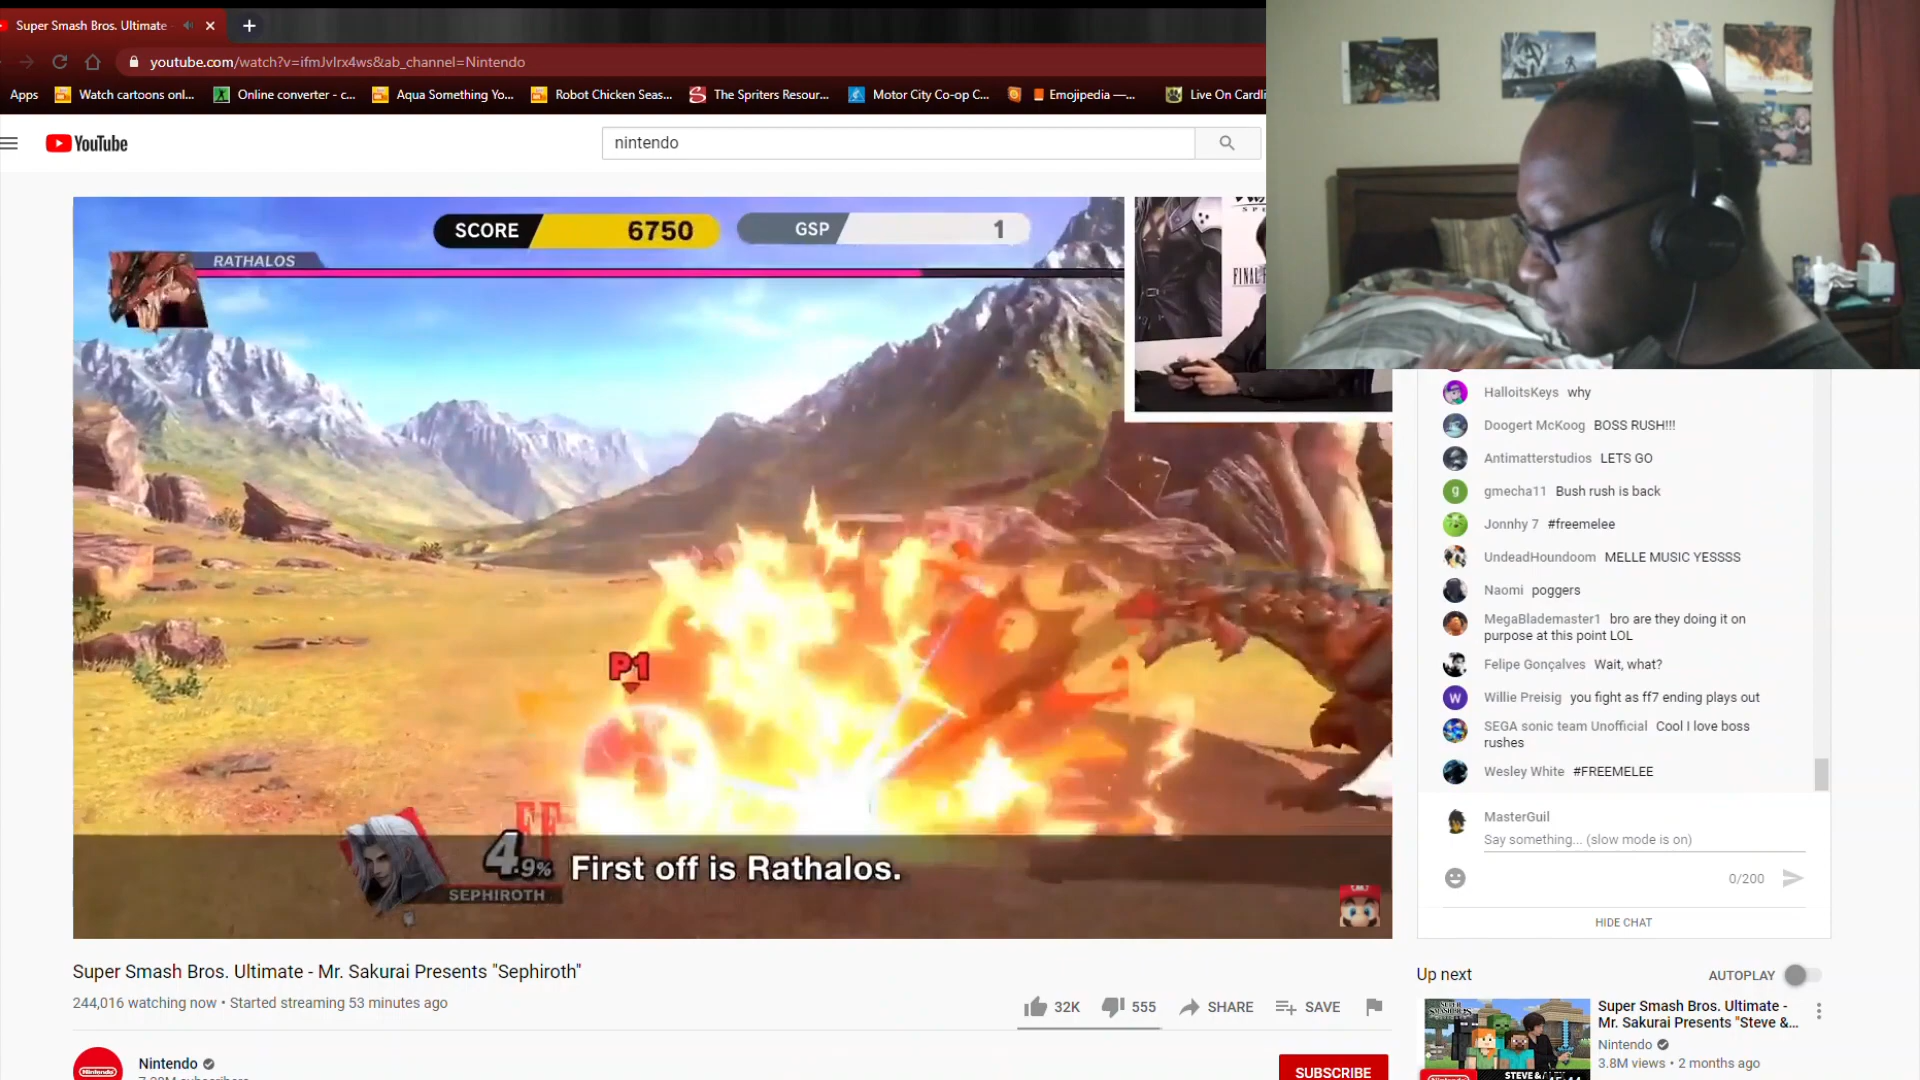 Super Smash Bros. Ultimate
youtube.com/watch?v=ifmJvlrx4ws&ab_channel=Nintendo
Apps
Watch cartoons onl...
Online converter - c...
Aqua Something Yo...
Robot Chicken Seas...
The Spriters Resour...
Motor City Co-op C...
Emojipedia —...
Live On Cardli
YouTube
nintendo
SCORE 6750
GSP 1
RATHALOS
FINAL F
P1
4.9%
SEPHIROTH
First off is Rathalos.
HalloitsKeys why
Doogert McKoog BOSS RUSH!!!
Antimatterstudios LETS GO
g gmecha11 Bush rush is back
Jonnhy 7 #freemelee
UndeadHoundoom MELLE MUSIC YESSSS
Naomi poggers
MegaBlademaster1 bro are they doing it on
purpose at this point LOL
Felipe Gonçalves Wait, what?
W Willie Preisig you fight as ff7 ending plays out
SEGA sonic team Unofficial Cool I love boss
rushes
Wesley White #FREEMELEE
MasterGuil
Say something... (slow mode is on)
0/200
HIDE CHAT
Super Smash Bros. Ultimate - Mr. Sakurai Presents "Sephiroth"
244,016 watching now • Started streaming 53 minutes ago
32K
555
SHARE
SAVE
Nintendo
SUBSCRIBE
Up next
AUTOPLAY
Super Smash Bros. Ultimate -
Mr. Sakurai Presents "Steve &...
Nintendo
3.8M views • 2 months ago